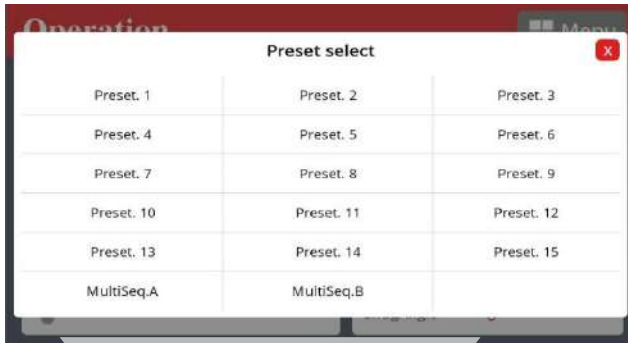 Operation
Menu
Preset select
X
Preset. 1 Preset. 2 Preset. 3
Preset. 4 Preset. 5 Preset. 6
Preset. 7 Preset. 8 Preset. 9
Preset. 10 Preset. 11 Preset. 12
Preset. 13 Preset. 14 Preset. 15
MultiSeq.A MultiSeq.B